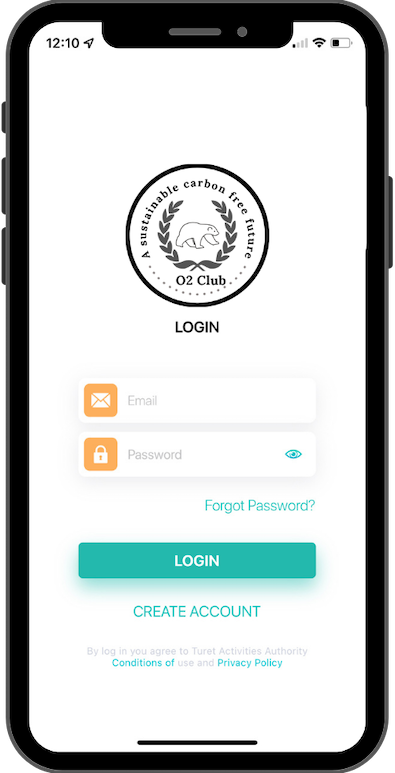 12:10
A sustainable carbon free future
O2 Club
LOGIN
Email
Password
Forgot Password?
LOGIN
CREATE ACCOUNT
By log in you agree to Turet Activities Authority
Conditions of use and Privacy Policy